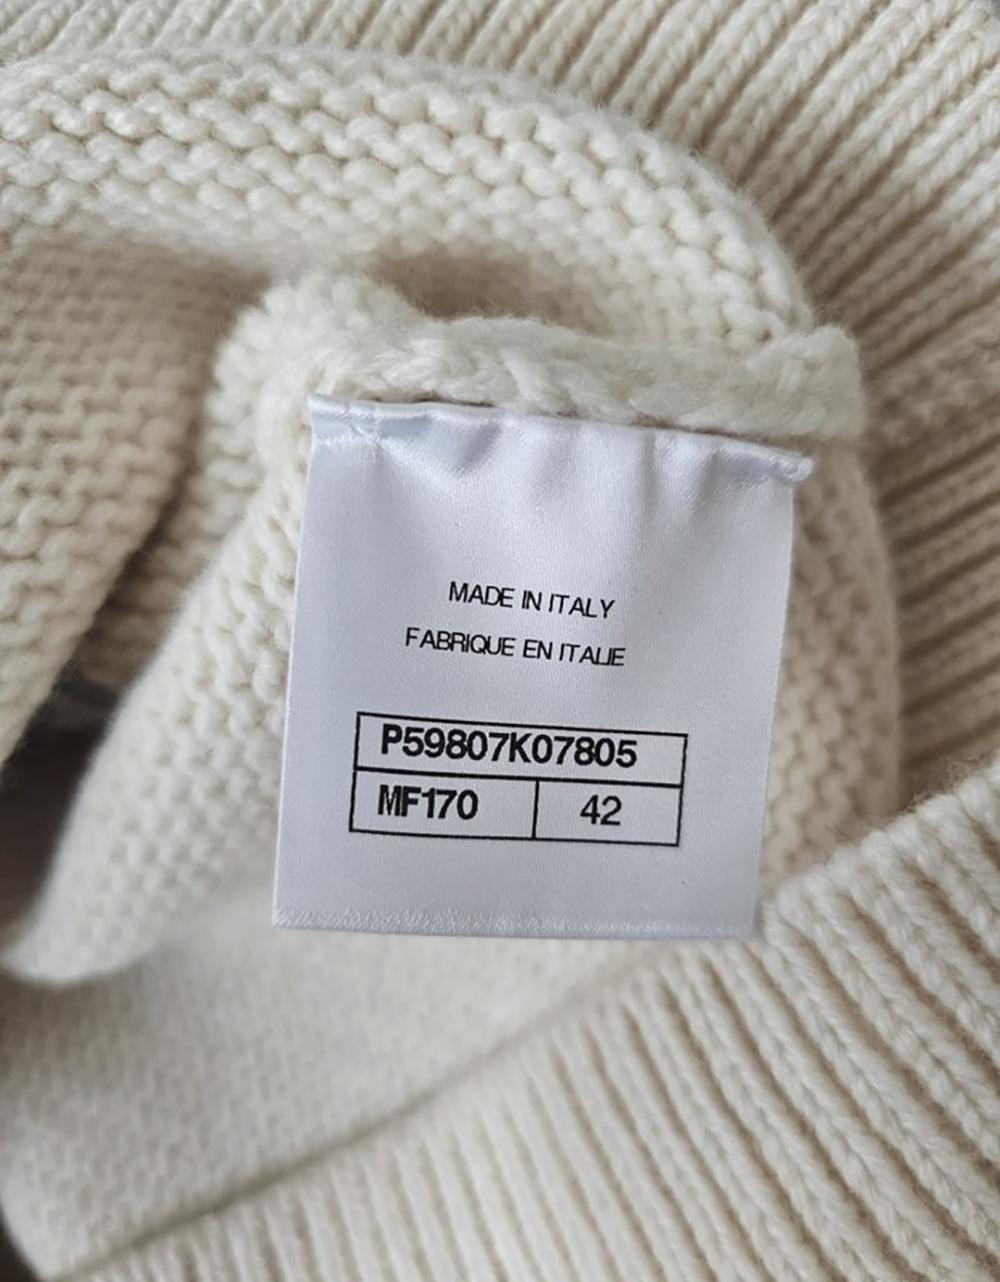 MADE IN ITALY
FABRIQUE EN ITALIE
P59807K07805
MF170 42